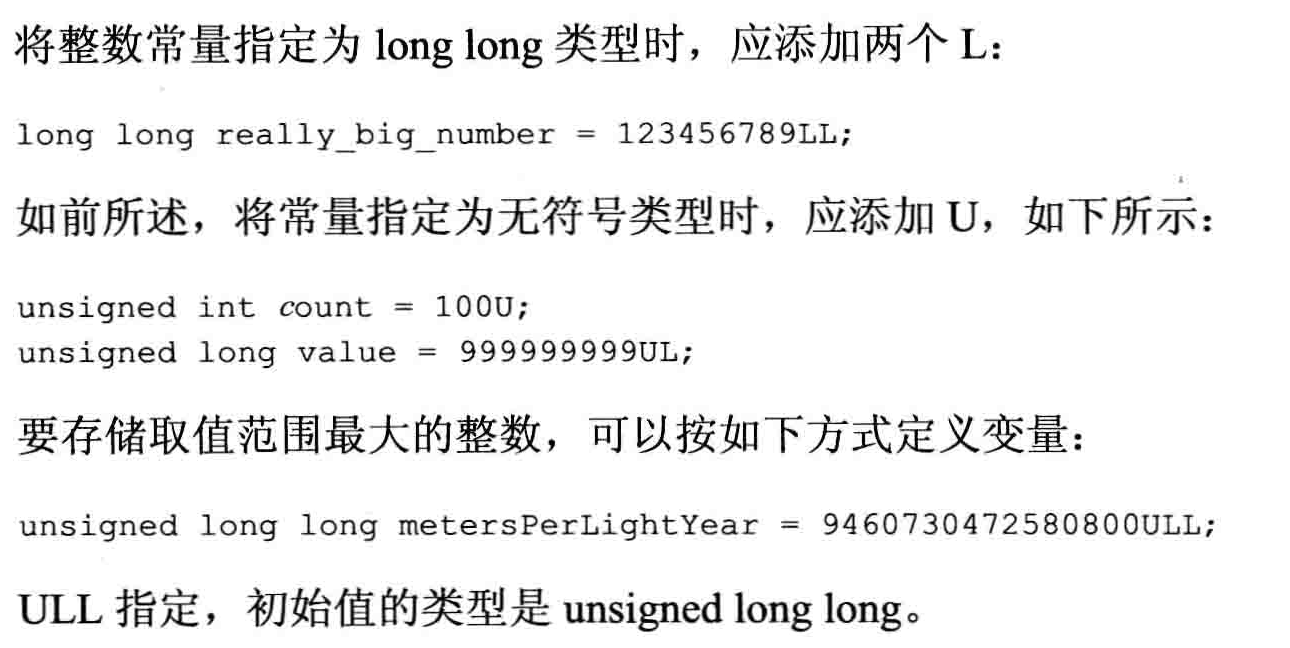 将整数常量指定为 long long 类型时，应添加两个 L：
long long really_big_number = 123456789LL;
如前所述，将常量指定为无符号类型时，应添加 U，如下所示：
unsigned int count = 100U;
unsigned long value = 999999999UL;
要存储取值范围最大的整数，可以按如下方式定义变量：
unsigned long long metersPerLightYear = 9460730472580800ULL;
ULL 指定，初始值的类型是 unsigned long long。